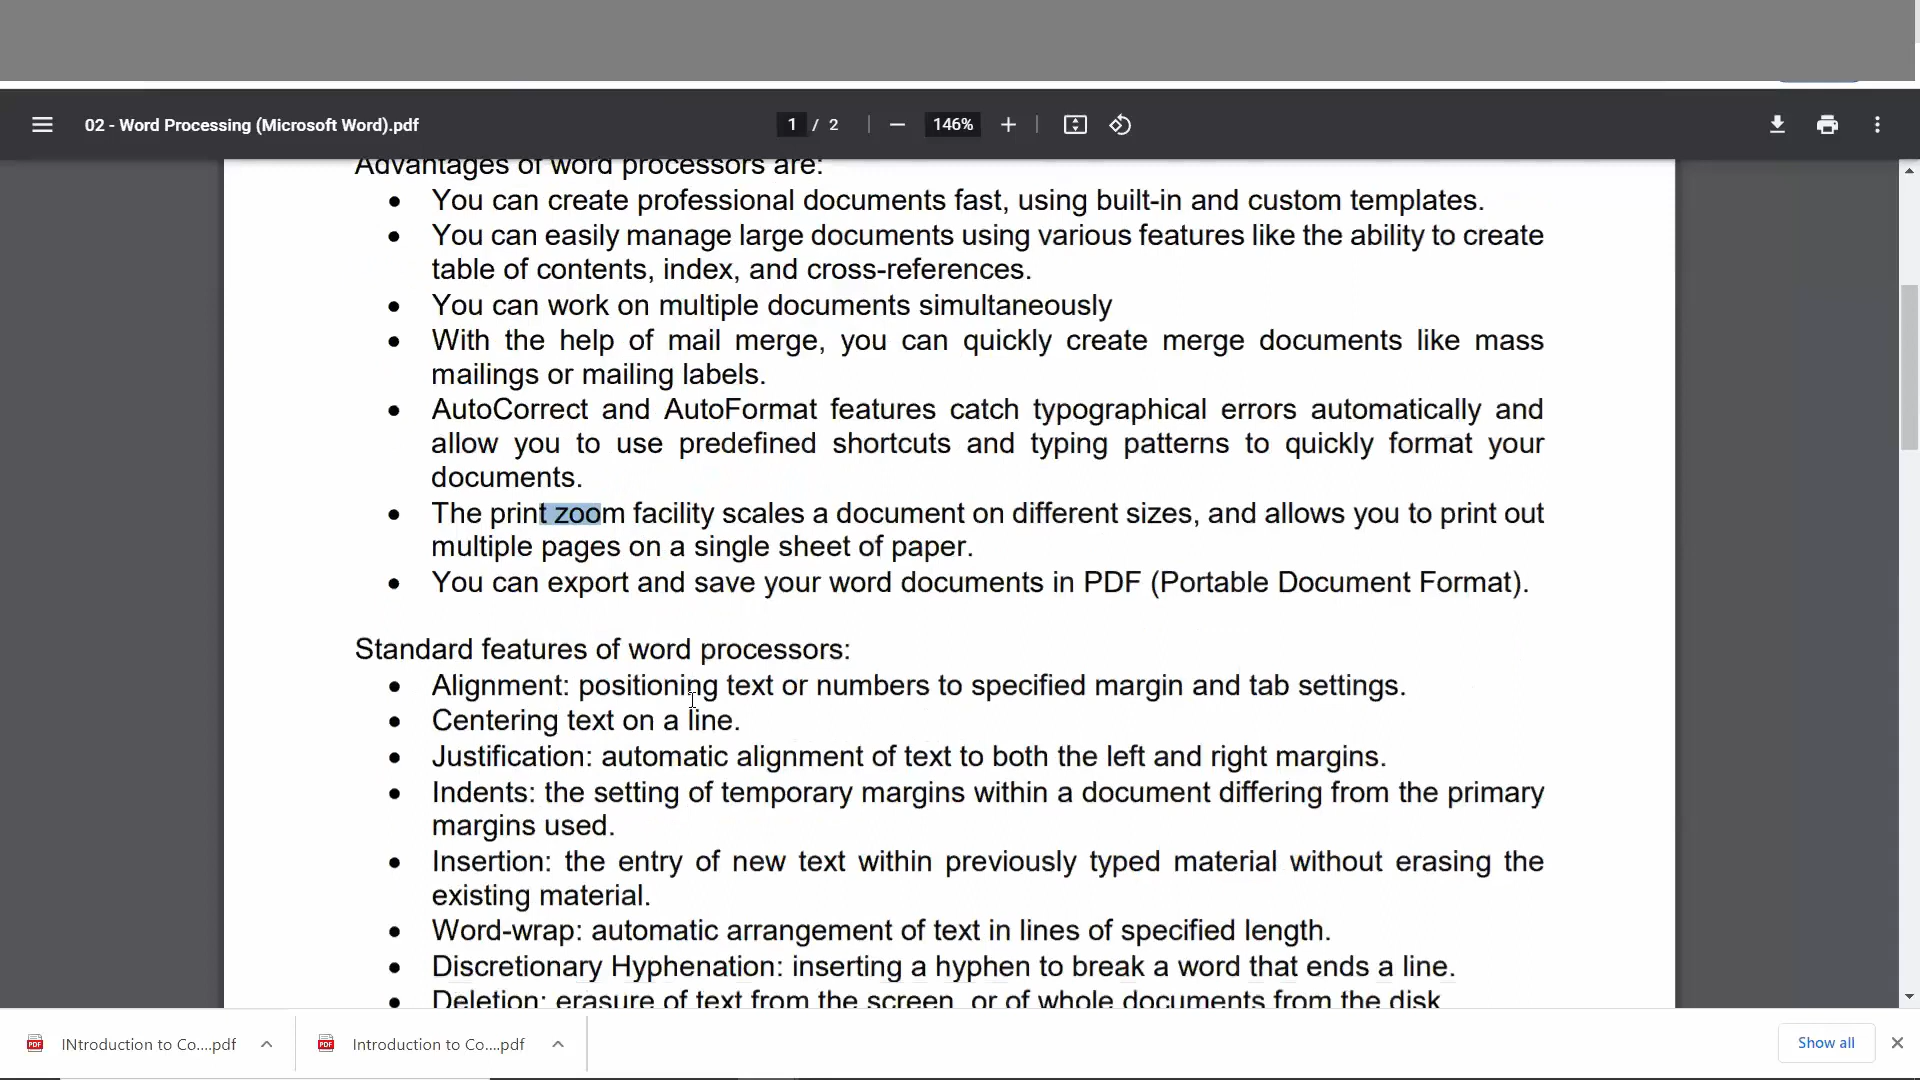 02 - Word Processing (Microsoft Word).pdf
1 / 2
146%
Advantages of word processors are:
• You can create professional documents fast, using built-in and custom templates.
• You can easily manage large documents using various features like the ability to create
table of contents, index, and cross-references.
• You can work on multiple documents simultaneously
• With the help of mail merge, you can quickly create merge documents like mass
mailings or mailing labels.
• AutoCorrect and AutoFormat features catch typographical errors automatically and
allow you to use predefined shortcuts and typing patterns to quickly format your
documents.
• The print zoom facility scales a document on different sizes, and allows you to print out
multiple pages on a single sheet of paper.
• You can export and save your word documents in PDF (Portable Document Format).
Standard features of word processors:
• Alignment: positioning text or numbers to specified margin and tab settings.
• Centering text on a line.
• Justification: automatic alignment of text to both the left and right margins.
• Indents: the setting of temporary margins within a document differing from the primary
margins used.
• Insertion: the entry of new text within previously typed material without erasing the
existing material.
• Word-wrap: automatic arrangement of text in lines of specified length.
• Discretionary Hyphenation: inserting a hyphen to break a word that ends a line.
• Deletion: erasure of text from the screen, or of whole documents from the disk
INtroduction to Co....pdf
Introduction to Co....pdf
Show all